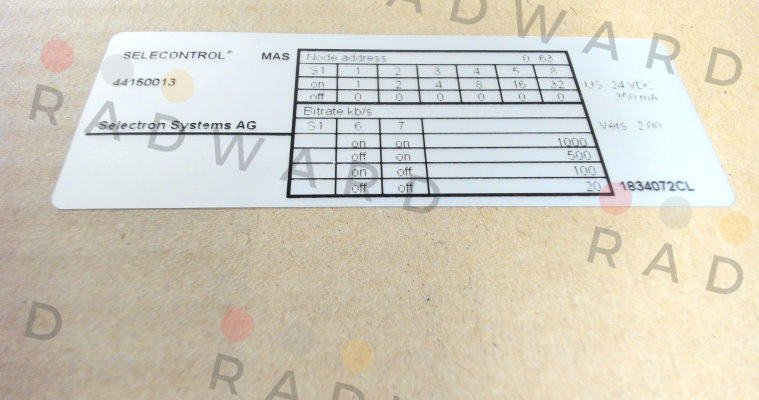 RADWARD
SELECONTROL® MAS
44150013
Selectron Systems AG
Node address 0 63
S1 1 2 3 4 5 8
on 1 2 4 8 16 32
off 0 0 0 0 0 0
US 24 VDC
350 mA
Bitrate kb/s
S1 6 7
Vers 2.00
on on 1000
off on 500
on off 100
off off 20
1834072CL
RADWARD
RAD
D
RADWARD